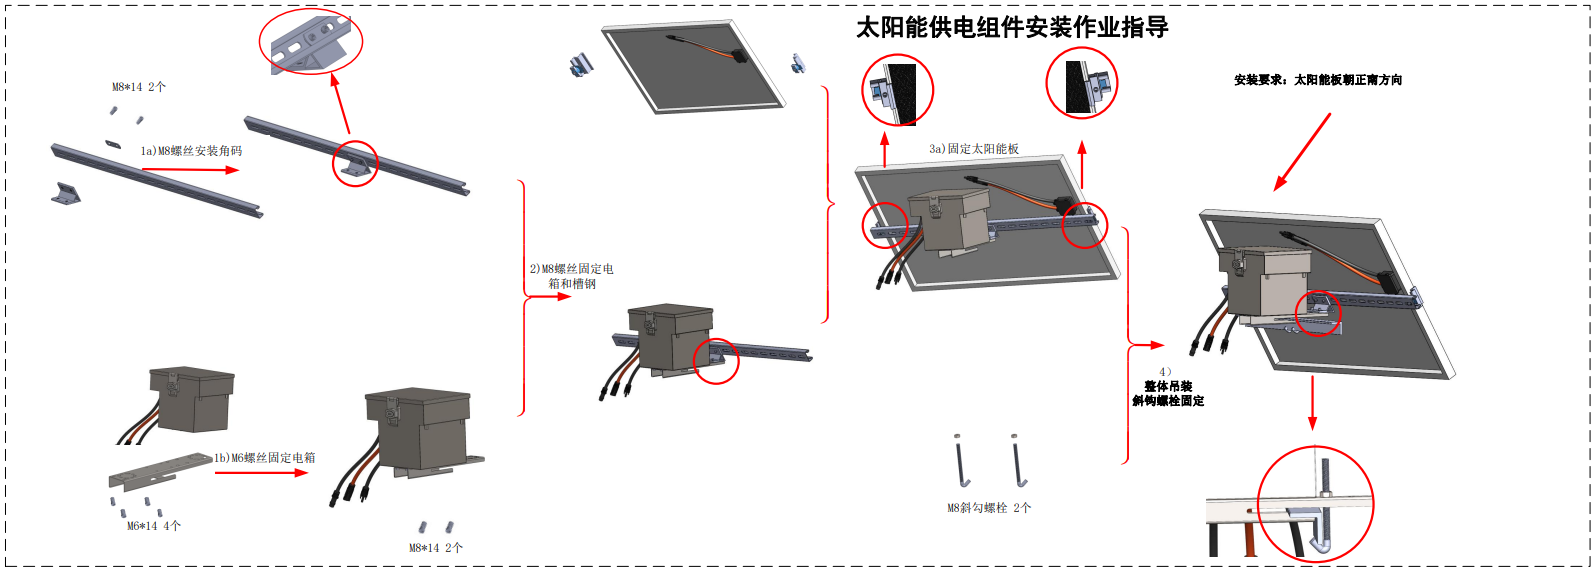 太阳能供电组件安装作业指导
安装要求：太阳能板朝正南方向
M8*14 2个
1a)M8螺丝安装角码
3a)固定太阳能板
2)M8螺丝固定电
箱和槽钢
4）
整体吊装
斜钩螺栓固定
1b)M6螺丝固定电箱
M6*14 4个
M8*14 2个
M8斜勾螺栓 2个